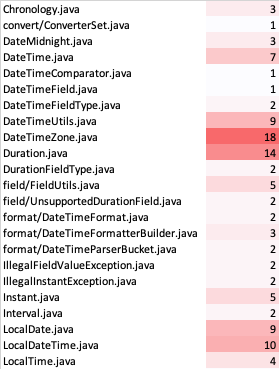 Chronology.java 3
convert/ConverterSet.java 1
DateMidnight.java 3
DateTime.java 7
DateTimeComparator.java 1
DateTimeField.java 1
DateTimeFieldType.java 2
DateTimeUtils.java 9
DateTimeZone.java 18
Duration.java 14
DurationFieldType.java 2
field/FieldUtils.java 5
field/UnsupportedDurationField.java 2
format/DateTimeFormat.java 2
format/DateTimeFormatterBuilder.java 3
format/DateTimeParserBucket.java 2
IllegalFieldValueException.java 2
IllegalInstantException.java 2
Instant.java 5
Interval.java 2
LocalDate.java 9
LocalDateTime.java 10
LocalTime.java 4